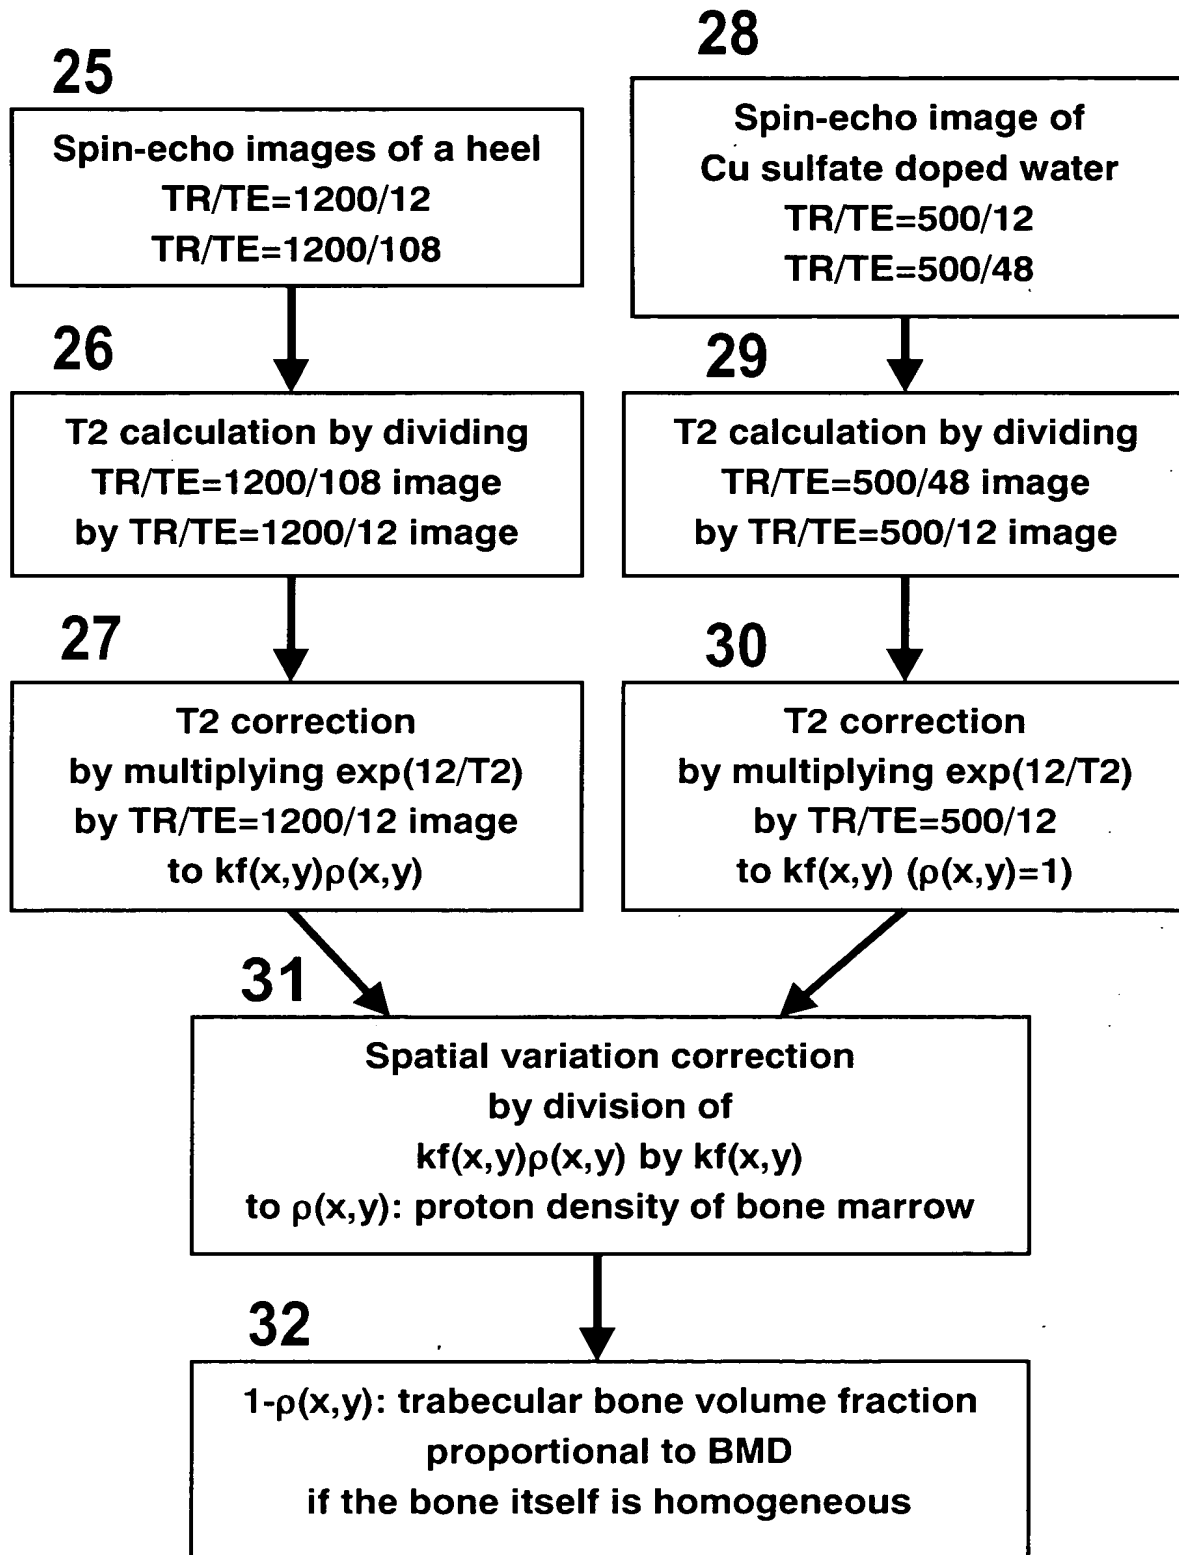 25
Spin-echo images of a heel
TR/TE=1200/12
TR/TE=1200/108
28
Spin-echo image of
Cu sulfate doped water
TR/TE=500/12
TR/TE=500/48
26
T2 calculation by dividing
TR/TE=1200/108 image
by TR/TE=1200/12 image
29
T2 calculation by dividing
TR/TE=500/48 image
by TR/TE=500/12 image
27
T2 correction
by multiplying exp(12/T2)
by TR/TE=1200/12 image
to kf(x,y)ρ(x,y)
30
T2 correction
by multiplying exp(12/T2)
by TR/TE=500/12
to kf(x,y) (ρ(x,y)=1)
31
Spatial variation correction
by division of
kf(x,y)ρ(x,y) by kf(x,y)
to ρ(x,y): proton density of bone marrow
32
1-ρ(x,y): trabecular bone volume fraction
proportional to BMD
if the bone itself is homogeneous